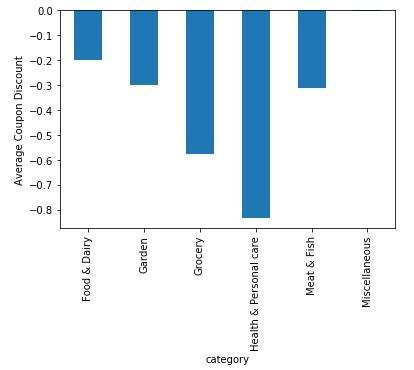 0.0
−0.1
−0.2
−0.3
−0.4
−0.5
−0.6
−0.7
−0.8
Average Coupon Discount
Food & Dairy
Garden
Grocery
Health & Personal care
Meat & Fish
Miscellaneous
category